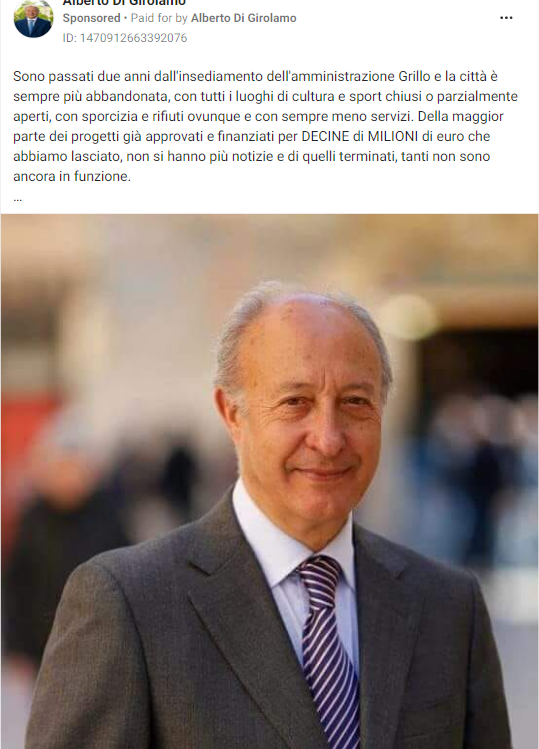 Alberto Di Girolamo
Sponsored • Paid for by Alberto Di Girolamo
ID: 1470912663392076
Sono passati due anni dall'insediamento dell'amministrazione Grillo e la città è
sempre più abbandonata, con tutti i luoghi di cultura e sport chiusi o parzialmente
aperti, con sporcizia e rifiuti ovunque e con sempre meno servizi. Della maggior
parte dei progetti già approvati e finanziati per DECINE di MILIONI di euro che
abbiamo lasciato, non si hanno più notizie e di quelli terminati, tanti non sono
ancora in funzione.
...